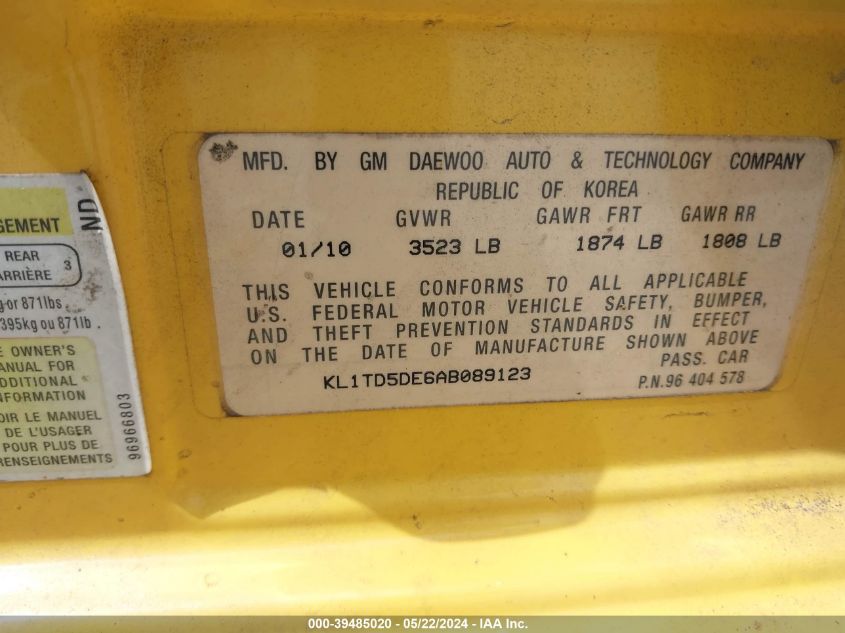 MFD. BY GM DAEWOO AUTO & TECHNOLOGY COMPANY
REPUBLIC OF KOREA
DATE GVWR GAWR FRT GAWR RR
01/10 3523 LB 1874 LB 1808 LB
THIS VEHICLE CONFORMS TO ALL APPLICABLE
U.S. FEDERAL MOTOR VEHICLE SAFETY, BUMPER,
AND THEFT PREVENTION STANDARDS IN EFFECT
ON THE DATE OF MANUFACTURE SHOWN ABOVE
PASS. CAR
KL1TD5DE6AB089123 P.N.96 404 578
GEMENT
ND
REAR 3
ARRIÈRE
g or 871lbs
395kg ou 871lb
E OWNER'S
MANUAL FOR
DDITIONAL
NFORMATION
OIR LE MANUEL
DE L'USAGER
POUR PLUS DE
RENSEIGNEMENTS
96966803
000-39485020 - 05/22/2024 - IAA Inc.